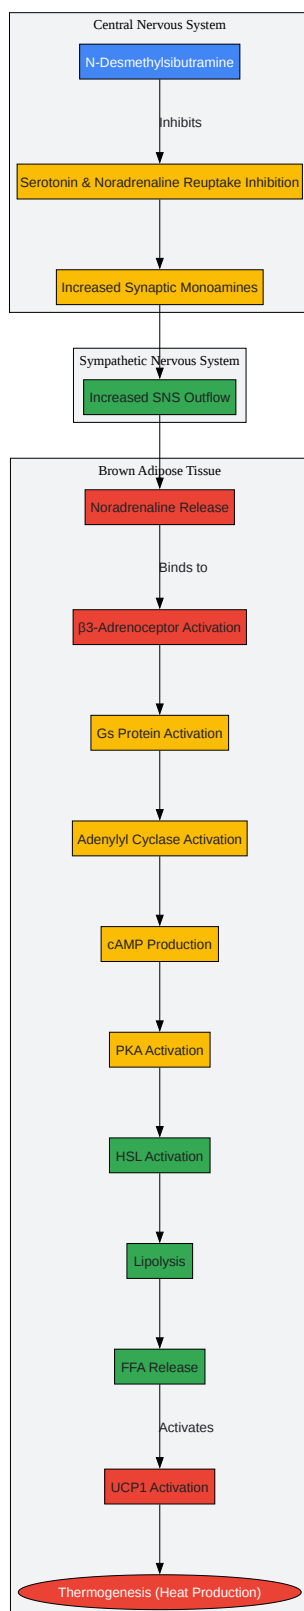 Central Nervous System
N-Desmethylsibutramine
Inhibits
Serotonin & Noradrenaline Reuptake Inhibition
Increased Synaptic Monoamines
Sympathetic Nervous System
Increased SNS Outflow
Brown Adipose Tissue
Noradrenaline Release
Binds to
β3-Adrenoceptor Activation
Gs Protein Activation
Adenylyl Cyclase Activation
cAMP Production
PKA Activation
HSL Activation
Lipolysis
FFA Release
Activates
UCP1 Activation
Thermogenesis (Heat Production)